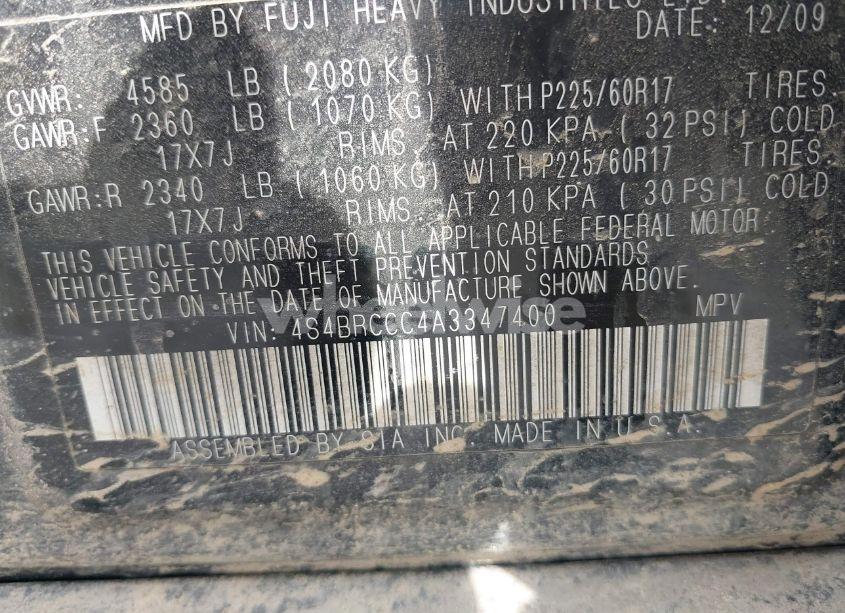 MFD BY FUJI HEAVY INDUSTRIES LTD.
DATE: 12/09
GVWR: 4585 LB ( 2080 KG)
GAWR:F 2360 LB ( 1070 KG) WITH P225/60R17 TIRES.
17X7J RIMS. AT 220 KPA ( 32 PSI) COLD
GAWR:R 2340 LB ( 1060 KG) WITH P225/60R17 TIRES.
17X7J RIMS. AT 210 KPA ( 30 PSI) COLD
THIS VEHICLE CONFORMS TO ALL APPLICABLE FEDERAL MOTOR
VEHICLE SAFETY AND THEFT PREVENTION STANDARDS
IN EFFECT ON THE DATE OF MANUFACTURE SHOWN ABOVE.
VIN: 4S4BRCCC4A3347400 MPV
wheelwise
ASSEMBLED BY SIA INC. MADE IN U.S.A.